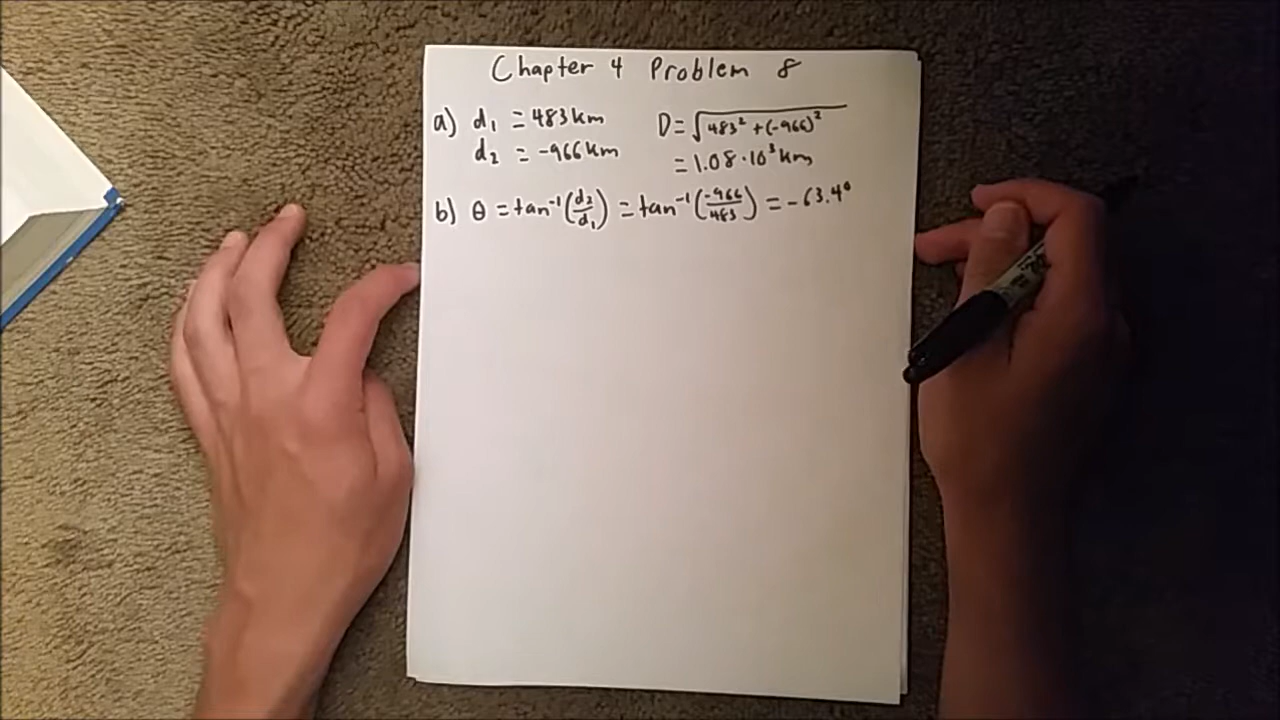 Chapter 4 Problem 8
a) d₁ = 483 km D = √(483² + (-966)²)
d₂ = -966 km = 1.08·10³ km
b) θ = tan⁻¹(d₂/d₁) = tan⁻¹(-966/483) = -63.4°